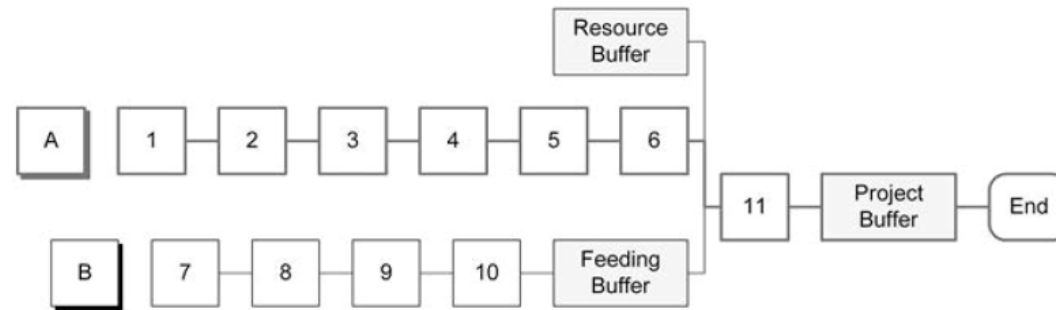 Resource
Buffer
A
1
2
3
4
5
6
11
Project
Buffer
End
B
7
8
9
10
Feeding
Buffer